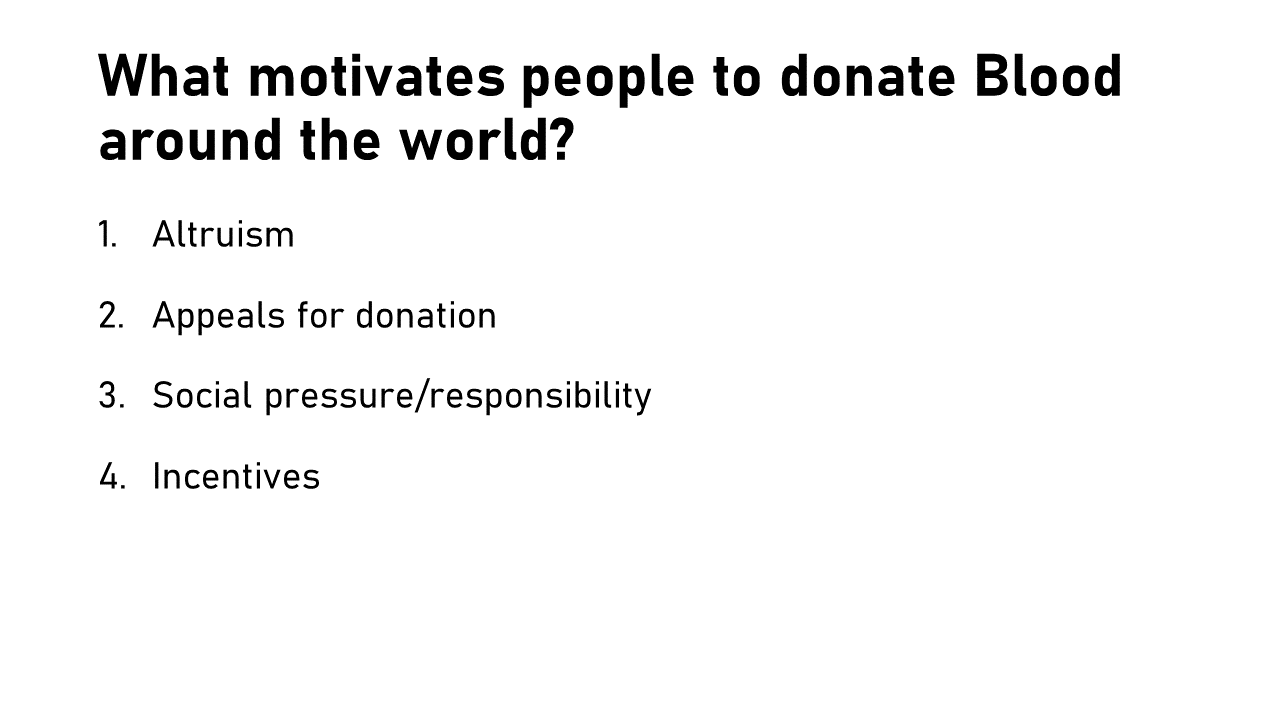 What motivates people to donate Blood
around the world?
1. Altruism
2. Appeals for donation
3. Social pressure/responsibility
4. Incentives